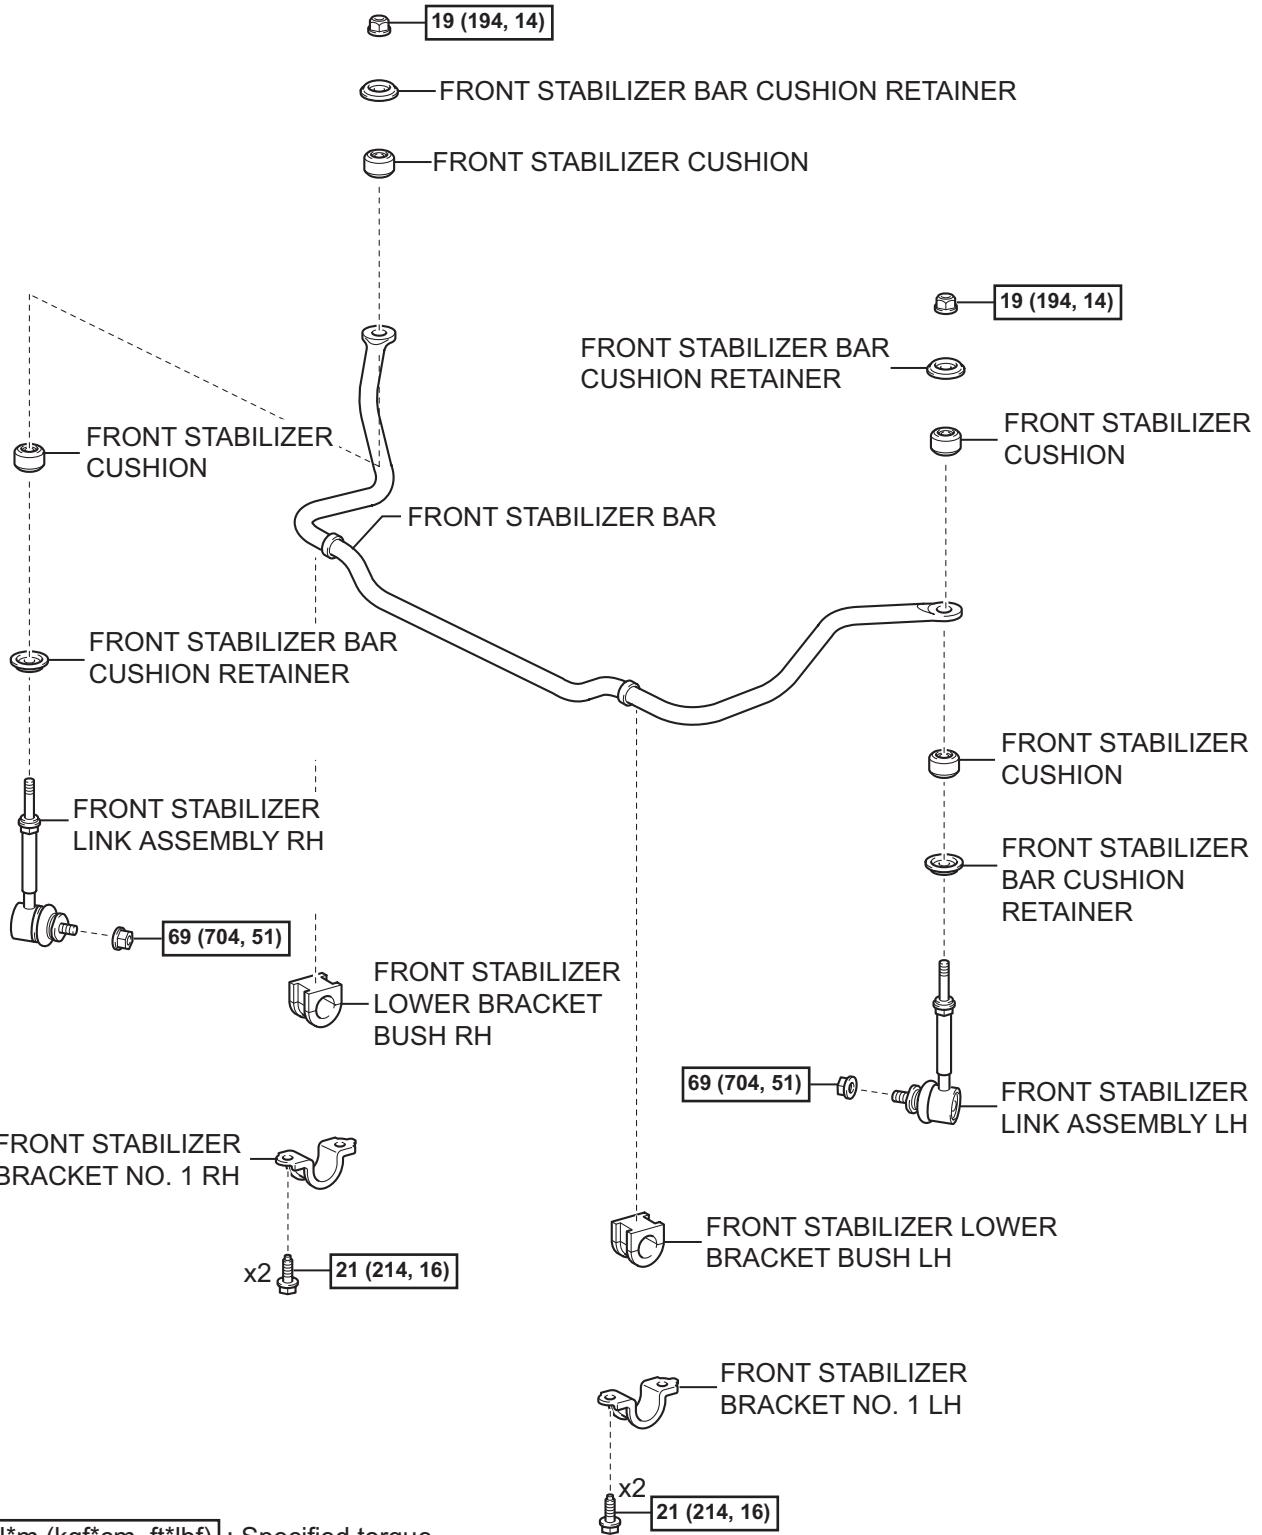 19 (194, 14)
FRONT STABILIZER BAR CUSHION RETAINER
FRONT STABILIZER CUSHION
19 (194, 14)
FRONT STABILIZER BAR
CUSHION RETAINER
FRONT STABILIZER
CUSHION
FRONT STABILIZER
CUSHION
FRONT STABILIZER BAR
FRONT STABILIZER BAR
CUSHION RETAINER
FRONT STABILIZER
CUSHION
FRONT STABILIZER
LINK ASSEMBLY RH
FRONT STABILIZER
BAR CUSHION
RETAINER
69 (704, 51)
FRONT STABILIZER
LOWER BRACKET
BUSH RH
69 (704, 51)
FRONT STABILIZER
LINK ASSEMBLY LH
FRONT STABILIZER
BRACKET NO. 1 RH
FRONT STABILIZER LOWER
BRACKET BUSH LH
x2
21 (214, 16)
FRONT STABILIZER
BRACKET NO. 1 LH
x2
21 (214, 16)
(kgf*cm, ft*lbf) : Specified torque